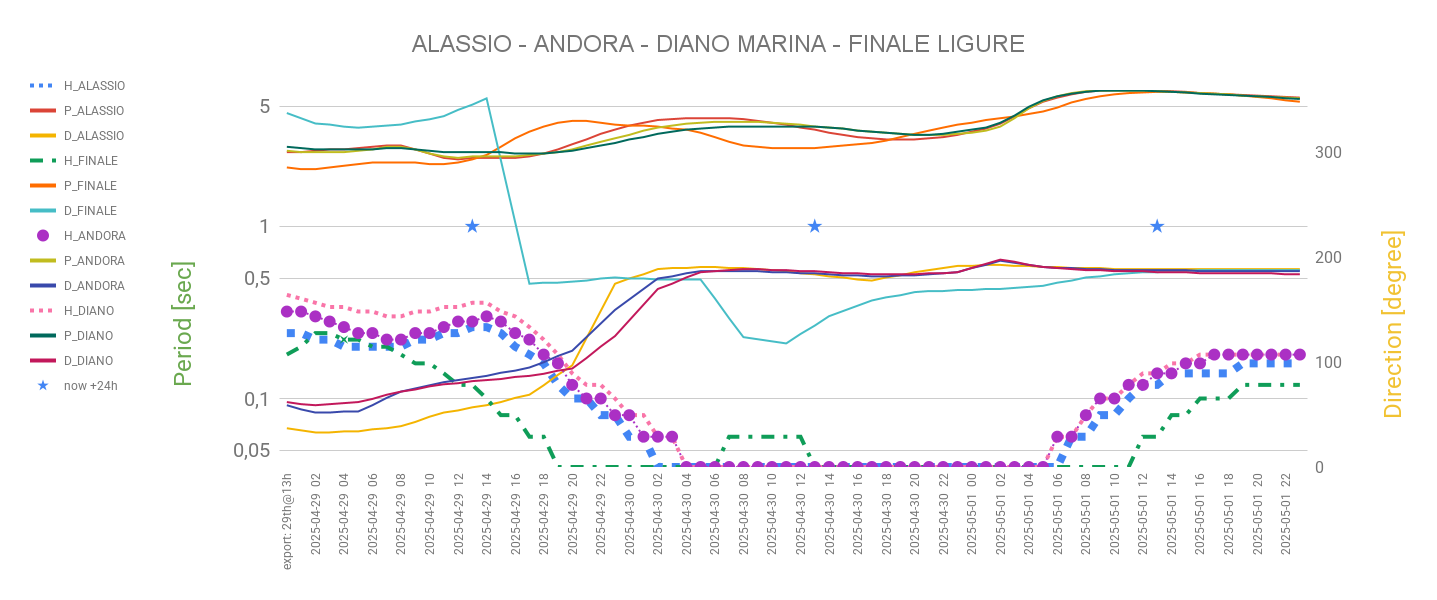 ALASSIO - ANDORA - DIANO MARINA - FINALE LIGURE
H_ALASSIO
P_ALASSIO
D_ALASSIO
H_FINALE
P_FINALE
D_FINALE
H_ANDORA
P_ANDORA
D_ANDORA
H_DIANO
P_DIANO
D_DIANO
now +24h
Period [sec]
5
1
0,5
0,1
0,05
300
200
100
0
Direction [degree]
export: 29th@13h
2025-04-29 02
2025-04-29 04
2025-04-29 06
2025-04-29 08
2025-04-29 10
2025-04-29 12
2025-04-29 14
2025-04-29 16
2025-04-29 18
2025-04-29 20
2025-04-29 22
2025-04-30 00
2025-04-30 02
2025-04-30 04
2025-04-30 06
2025-04-30 08
2025-04-30 10
2025-04-30 12
2025-04-30 14
2025-04-30 16
2025-04-30 18
2025-04-30 20
2025-04-30 22
2025-05-01 00
2025-05-01 02
2025-05-01 04
2025-05-01 06
2025-05-01 08
2025-05-01 10
2025-05-01 12
2025-05-01 14
2025-05-01 16
2025-05-01 18
2025-05-01 20
2025-05-01 22